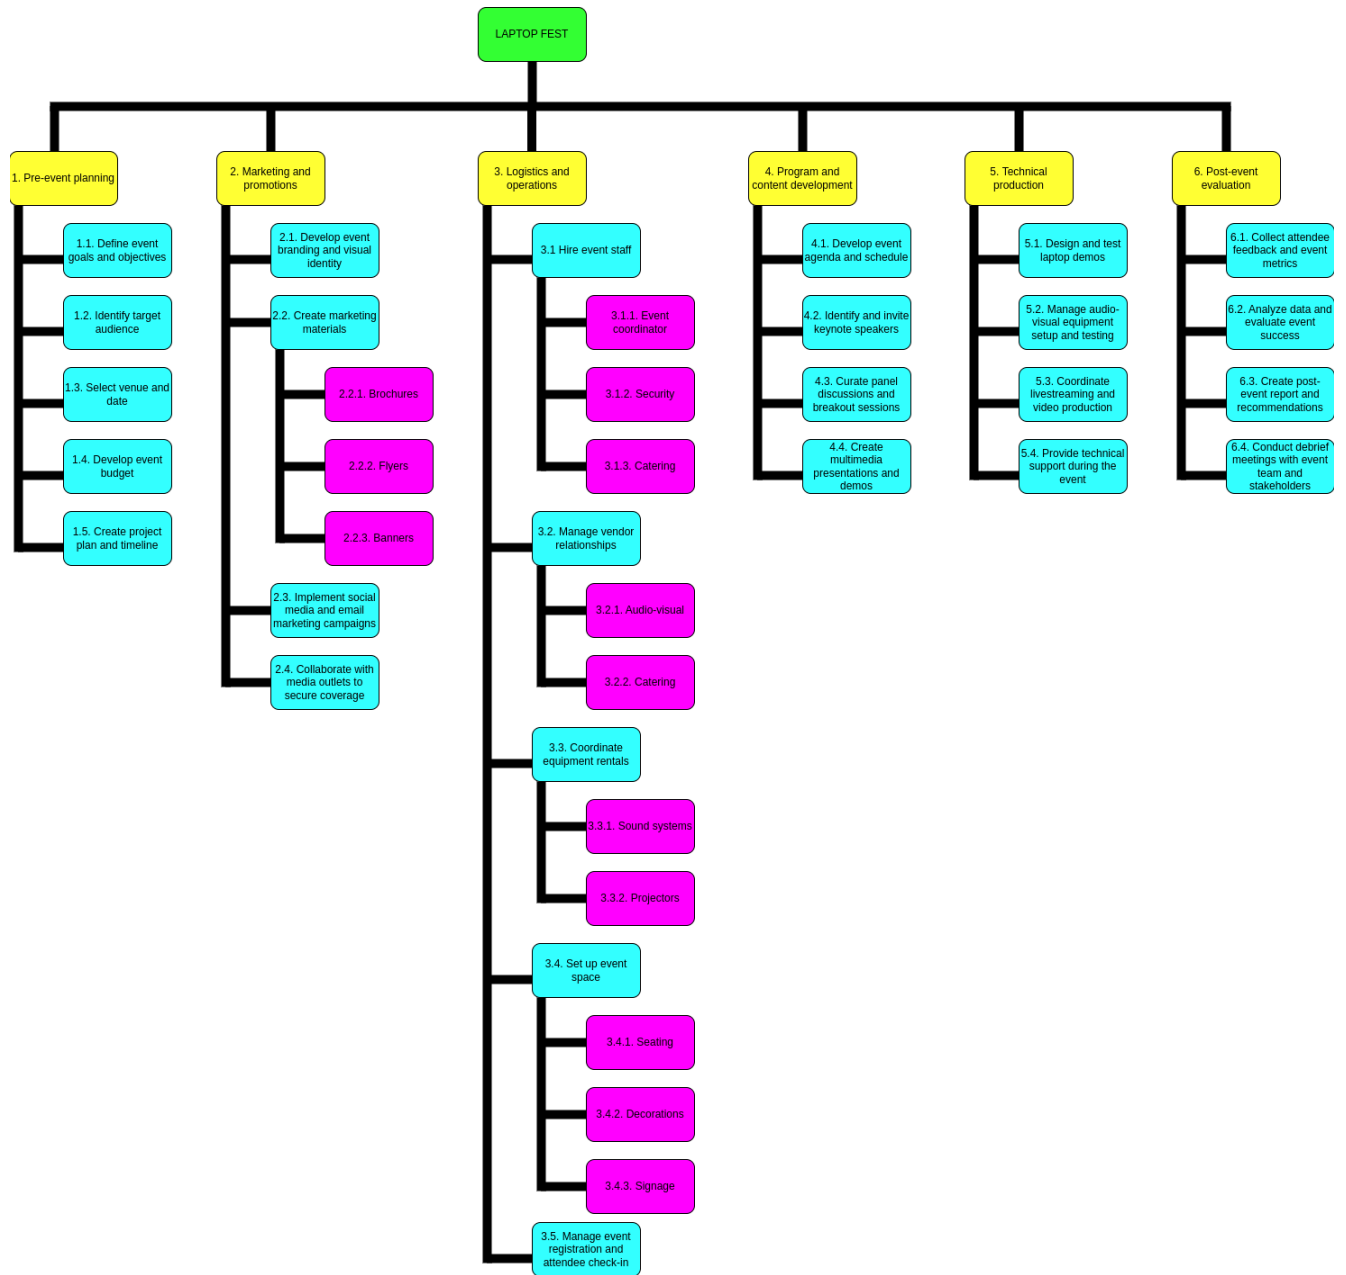 LAPTOP FEST
1. Pre-event planning
1.1. Define event
goals and objectives
1.2. Identify target
audience
1.3. Select venue and
date
1.4. Develop event
budget
1.5. Create project
plan and timeline
2. Marketing and
promotions
2.1. Develop event
branding and visual
identity
2.2. Create marketing
materials
2.2.1. Brochures
2.2.2. Flyers
2.2.3. Banners
2.3. Implement social
media and email
marketing campaigns
2.4. Collaborate with
media outlets to
secure coverage
3. Logistics and
operations
3.1 Hire event staff
3.1.1. Event
coordinator
3.1.2. Security
3.1.3. Catering
3.2. Manage vendor
relationships
3.2.1. Audio-visual
3.2.2. Catering
3.3. Coordinate
equipment rentals
3.3.1. Sound systems
3.3.2. Projectors
3.4. Set up event
space
3.4.1. Seating
3.4.2. Decorations
3.4.3. Signage
3.5. Manage event
registration and
attendee check-in
4. Program and
content development
4.1. Develop event
agenda and schedule
4.2. Identify and invite
keynote speakers
4.3. Curate panel
discussions and
breakout sessions
4.4. Create
multimedia
presentations and
demos
5. Technical
production
5.1. Design and test
laptop demos
5.2. Manage audio-
visual equipment
setup and testing
5.3. Coordinate
livestreaming and
video production
5.4. Provide technical
support during the
event
6. Post-event
evaluation
6.1. Collect attendee
feedback and event
metrics
6.2. Analyze data and
evaluate event
success
6.3. Create post-
event report and
recommendations
6.4. Conduct debrief
meetings with event
team and
stakeholders